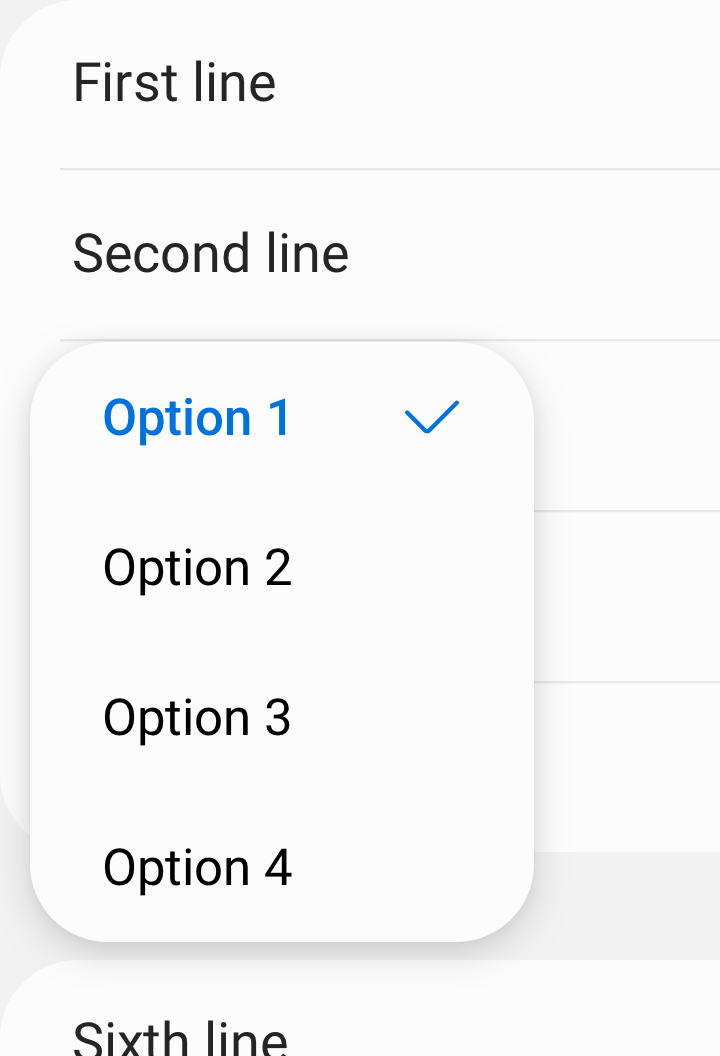 First line
Second line
Option 1
Option 2
Option 3
Option 4
Sixth line